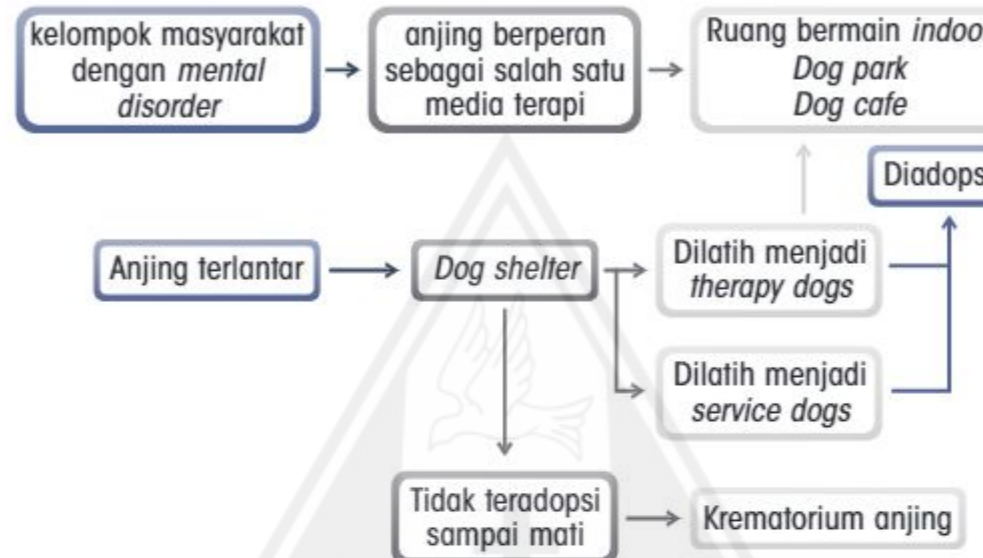 kelompok masyarakat
dengan mental
disorder
anjing berperan
sebagai salah satu
media terapi
Ruang bermain indoo
Dog park
Dog cafe
Diadops
Anjing terlantar
Dog shelter
Dilatih menjadi
therapy dogs
Dilatih menjadi
service dogs
Tidak teradopsi
sampai mati
Krematorium anjing